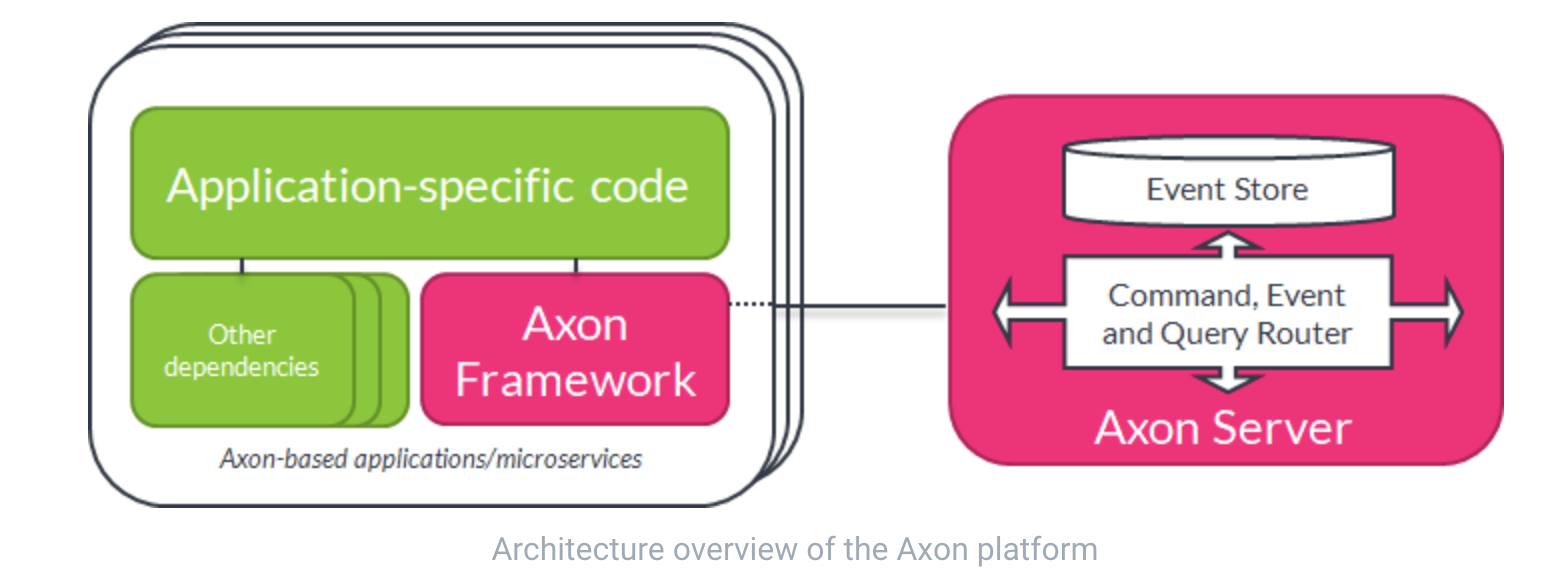 Application-specific code
Other
dependencies
Axon
Framework
Axon-based applications/microservices
Event Store
Command, Event
and Query Router
Axon Server
Architecture overview of the Axon platform